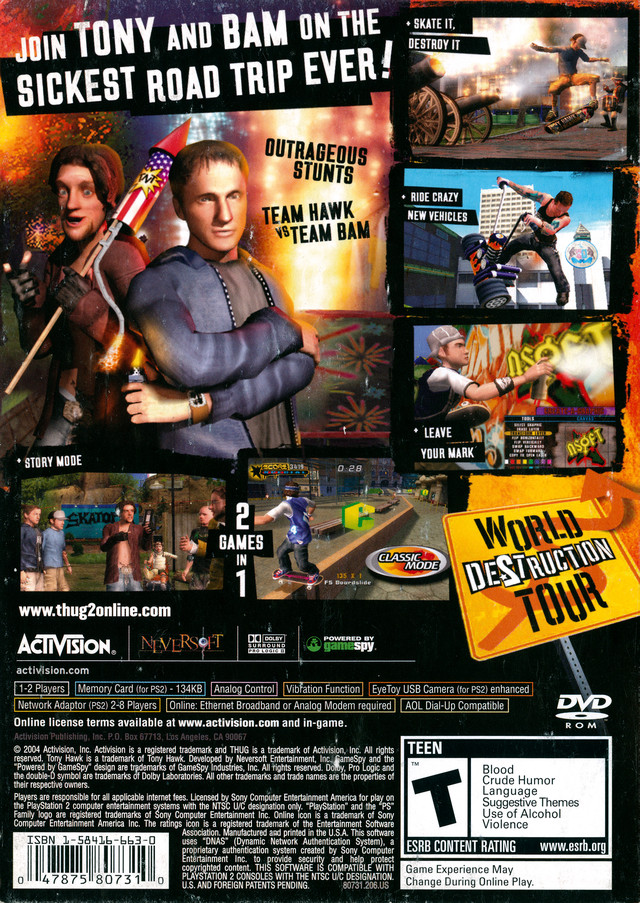 JOIN TONY AND BAM ON THE
SICKEST ROAD TRIP EVER!
OUTRAGEOUS
STUNTS
TEAM HAWK
VS TEAM BAM
SKATE IT,
DESTROY IT
RIDE CRAZY
NEW VEHICLES
LEAVE
YOUR MARK
STORY MODE
2
GAMES
IN
1
0:28
125 X 1
FS Boardslide
CLASSIC
MODE
WORLD
DESTRUCTION
TOUR
www.thug2online.com
ACTIVISION
NEVERSOFT
DOLBY
SURROUND
PRO LOGIC II
POWERED BY
gamespy.
activision.com
1-2 Players
Memory Card (for PS2) - 134KB
Analog Control
Vibration Function
EyeToy USB Camera (for PS2) enhanced
Network Adaptor (PS2) 2-8 Players
Online: Ethernet Broadband or Analog Modem required
AOL Dial-Up Compatible
DVD
ROM
Online license terms available at www.activision.com and in-game.
Activision Publishing, Inc. P.O. Box 67713, Los Angeles, CA 90067
© 2004 Activision, Inc. Activision is a registered trademark and THUG is a trademark of Activision, Inc. All rights
reserved. Tony Hawk is a trademark of Tony Hawk. Developed by Neversoft Entertainment, Inc. GameSpy and the
"Powered by GameSpy" design are trademarks of GameSpy Industries, Inc. All rights reserved. Dolby, Pro Logic and
the double-D symbol are trademarks of Dolby Laboratories. All other trademarks and trade names are the properties of
their respective owners.
Players are responsible for all applicable internet fees. Licensed by Sony Computer Entertainment America for play on
the PlayStation 2 computer entertainment systems with the NTSC U/C designation only. "PlayStation" and the "PS"
Family logo are registered trademarks of Sony Computer Entertainment Inc. Online icon is a trademark of Sony
Computer Entertainment America Inc. The ratings icon is a registered trademark of the Entertainment Software
Association. Manufactured and printed in the U.S.A. This software
uses "DNAS" (Dynamic Network Authentication System), a
proprietary authentication system created by Sony Computer
Entertainment Inc. to provide security and help protect
copyrighted content. THIS SOFTWARE IS COMPATIBLE WITH
PLAYSTATION 2 CONSOLES WITH THE NTSC U/C DESIGNATION.
U.S. AND FOREIGN PATENTS PENDING.
80731.206.US
ISBN 1-58416-663-0
0 47875 80731 0
TEEN
T
TM
Blood
Crude Humor
Language
Suggestive Themes
Use of Alcohol
Violence
ESRB CONTENT RATING www.esrb.org
Game Experience May
Change During Online Play.